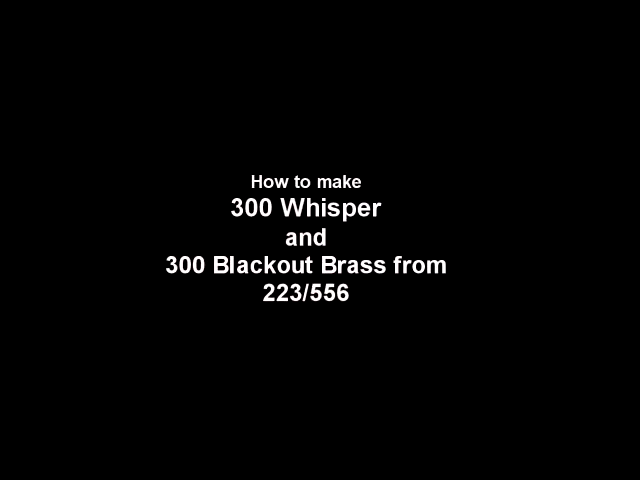 How to make
300 Whisper
and
300 Blackout Brass from
223/556